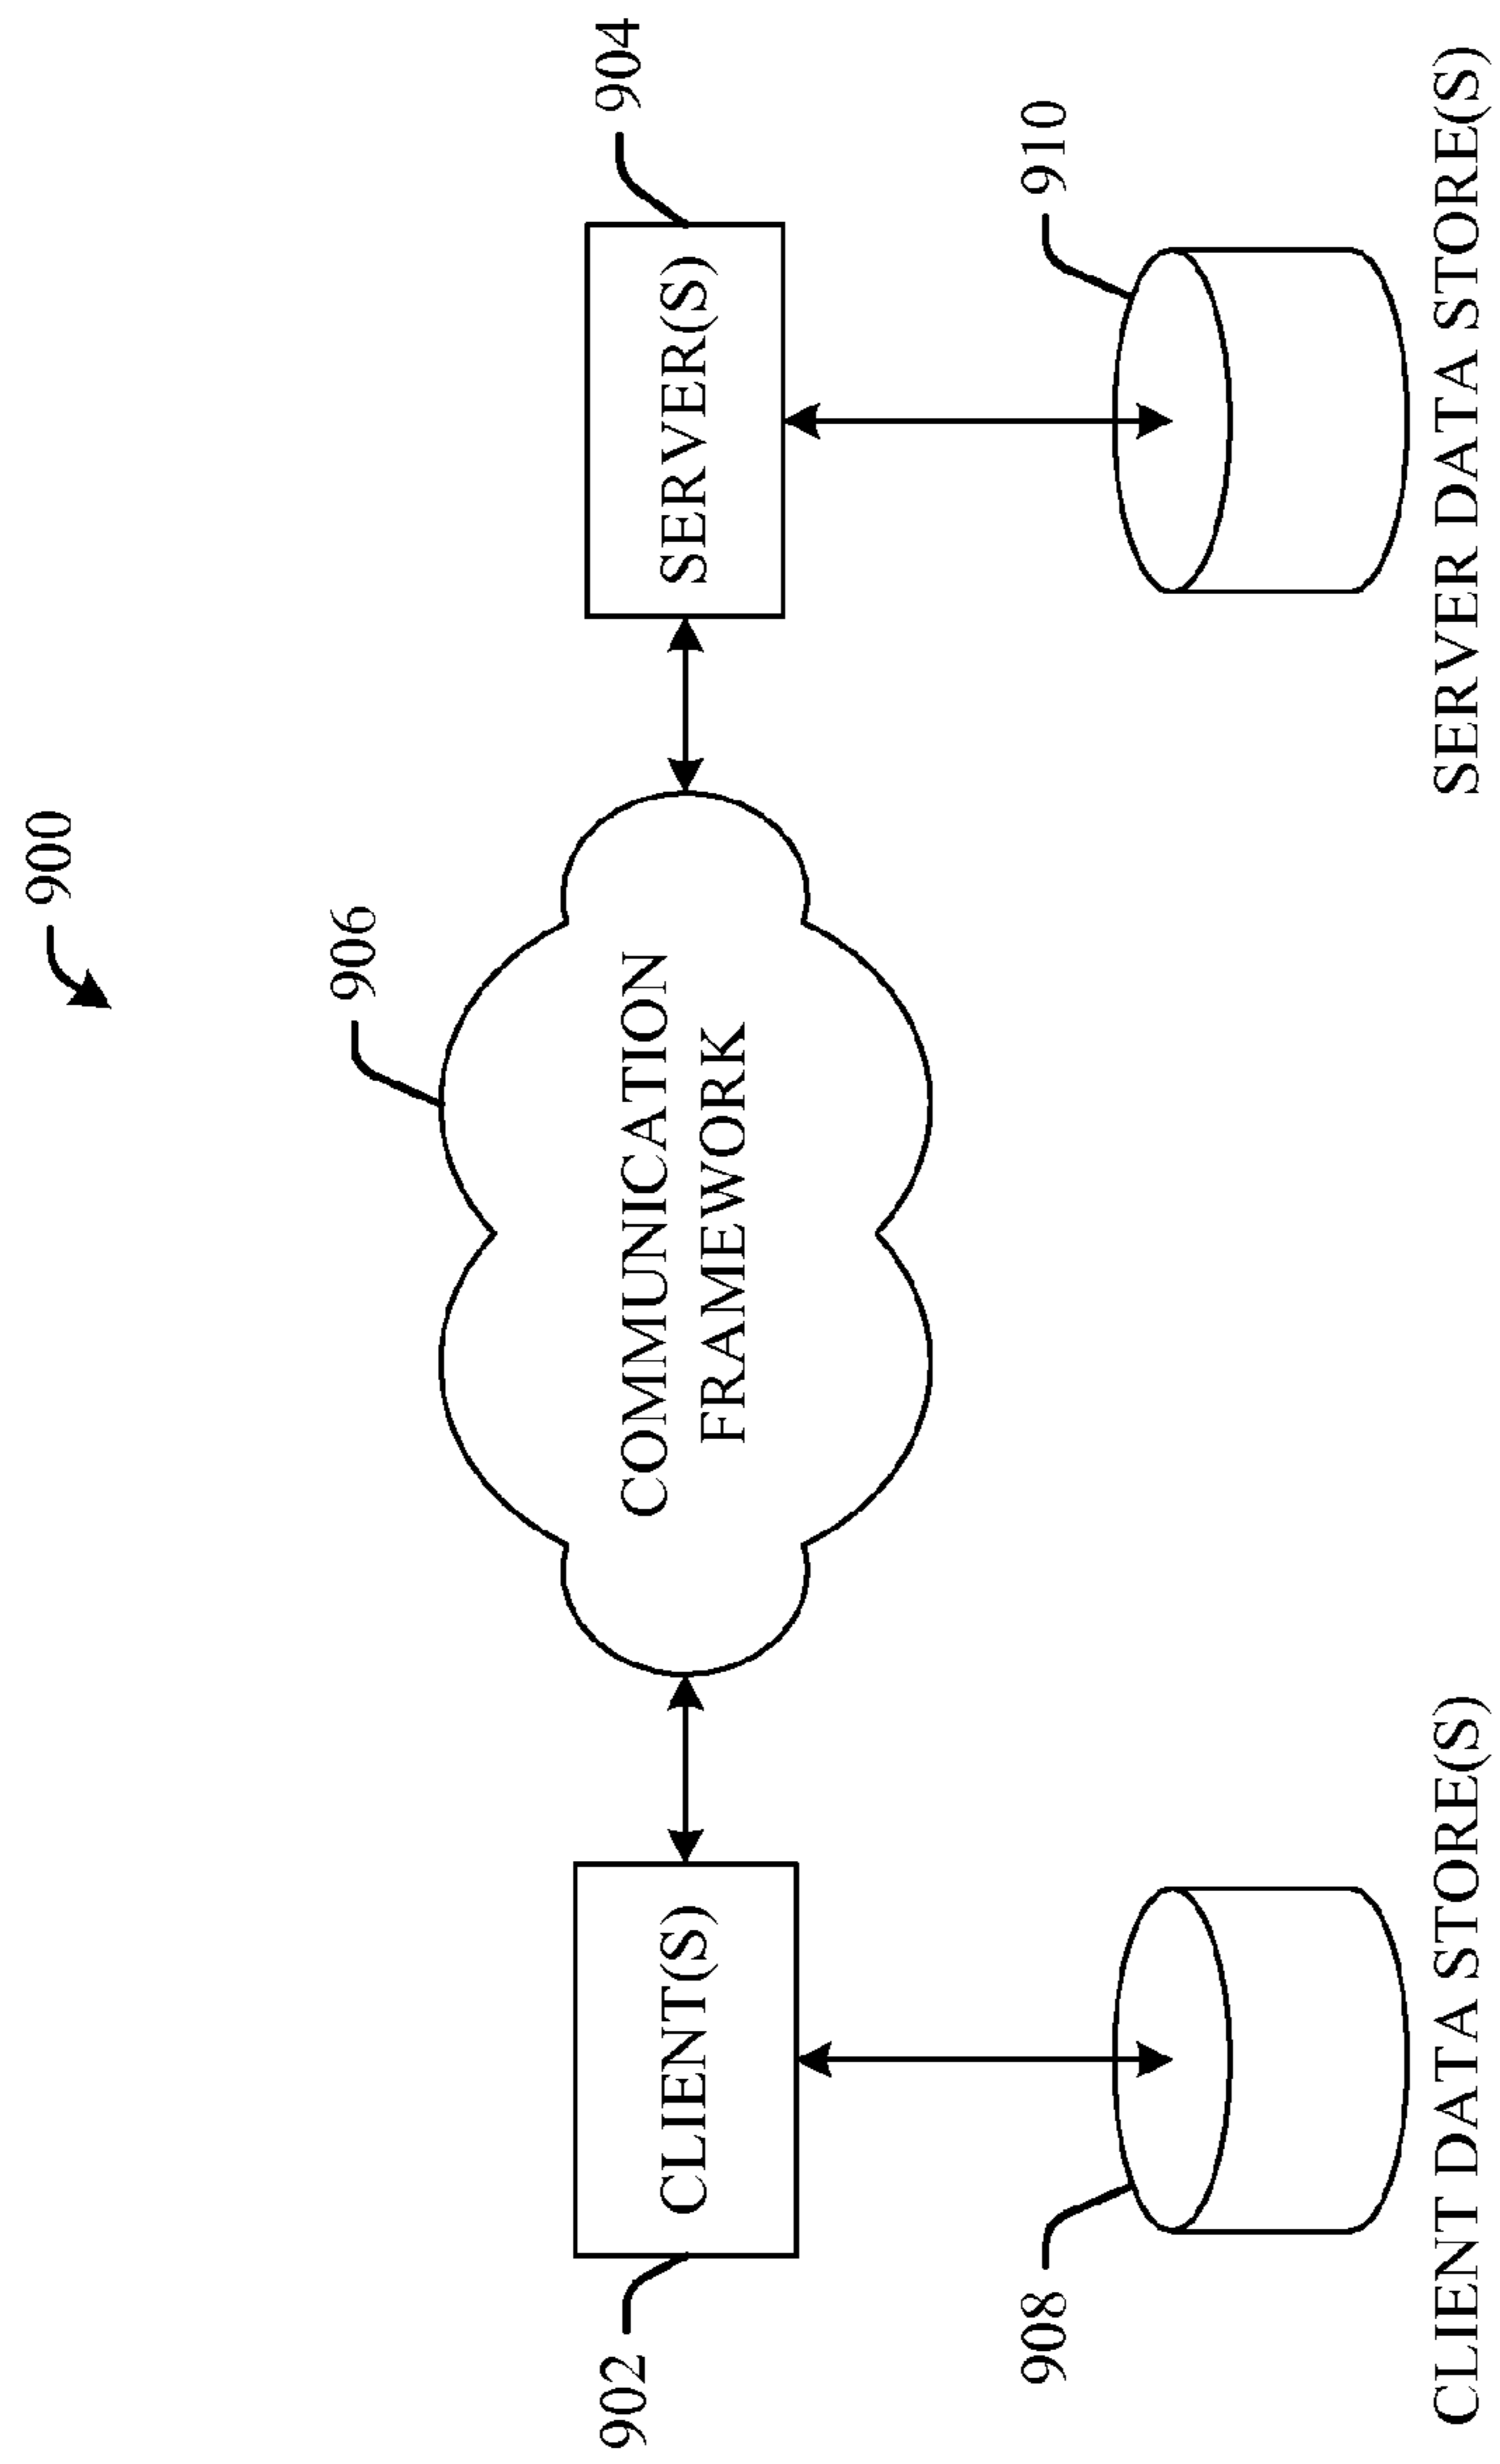 900
906
902
CLIENT(S)
COMMUNICATION
FRAMEWORK
SERVER(S)
904
908
910
CLIENT DATA STORE(S)
SERVER DATA STORE(S)